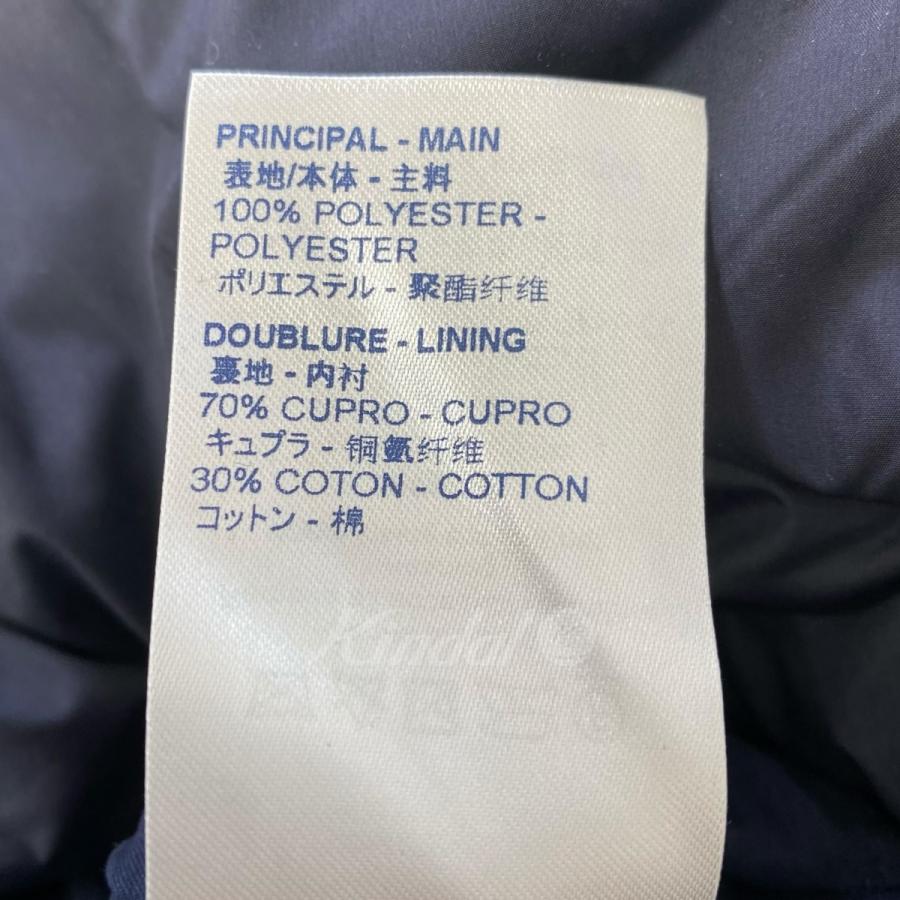 PRINCIPAL - MAIN
表地/本体 - 主料
100% POLYESTER -
POLYESTER
ポリエステル - 聚酯纤维
DOUBLURE - LINING
裏地 - 内衬
70% CUPRO - CUPRO
キュプラ - 铜氨纤维
30% COTON - COTTON
コットン - 棉
Kindal